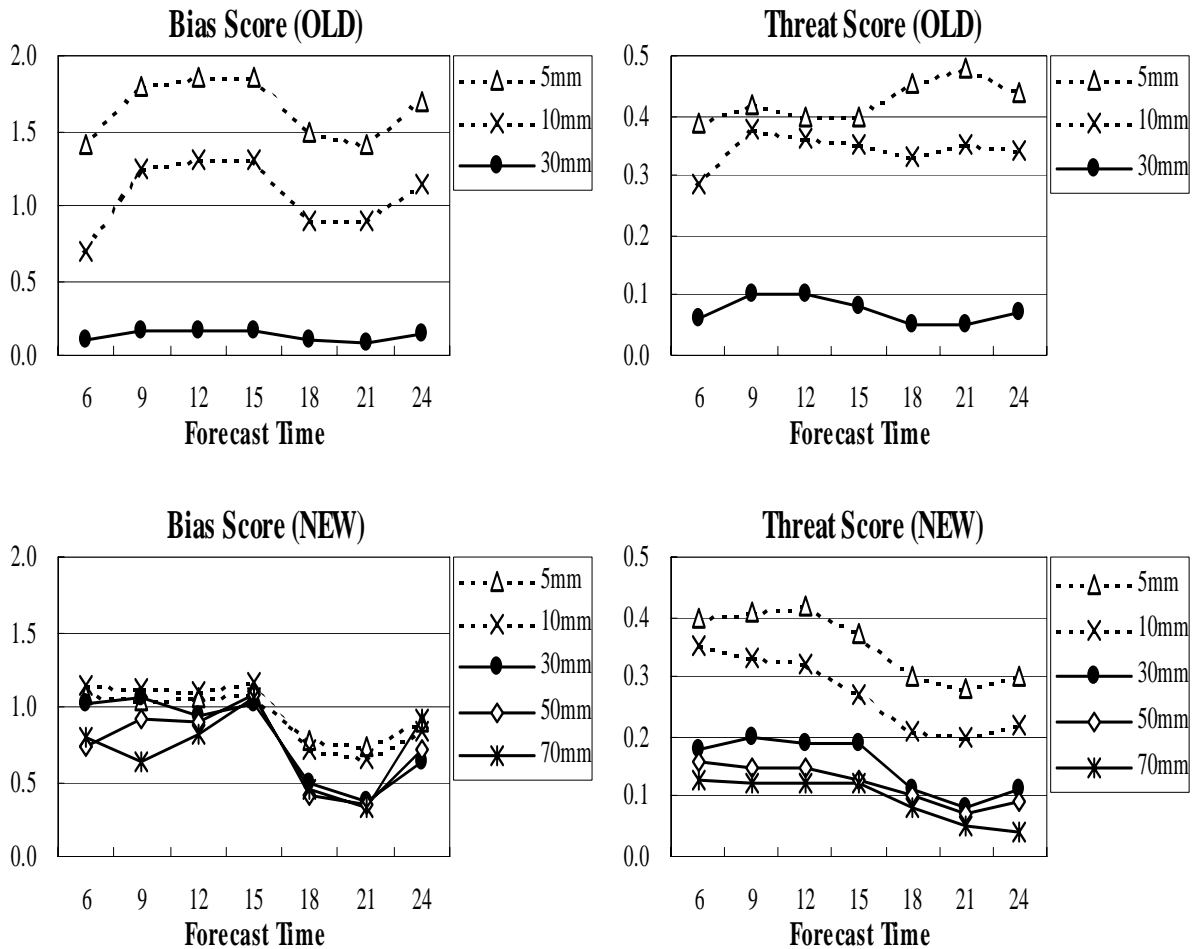 Bias Score (OLD)
2.0
1.5
1.0
0.5
0.0
6 9 12 15 18 21 24
Forecast Time
5mm
10mm
30mm
Threat Score (OLD)
0.5
0.4
0.3
0.2
0.1
0.0
6 9 12 15 18 21 24
Forecast Time
5mm
10mm
30mm
Bias Score (NEW)
2.0
1.5
1.0
0.5
0.0
6 9 12 15 18 21 24
Forecast Time
5mm
10mm
30mm
50mm
70mm
Threat Score (NEW)
0.5
0.4
0.3
0.2
0.1
0.0
6 9 12 15 18 21 24
Forecast Time
5mm
10mm
30mm
50mm
70mm